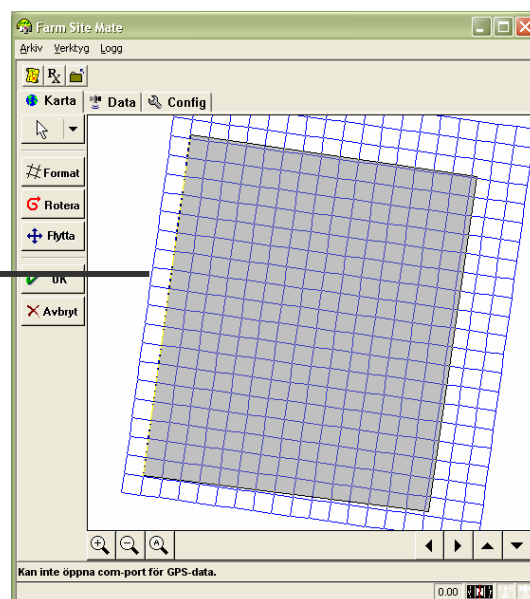 Farm Site Mate
Arkiv Verktyg Logg
Rx
Karta Data Config
Format
Rotera
Flytta
OK
Avbryt
A
Kan inte öppna com-port för GPS-data.
0.00 N